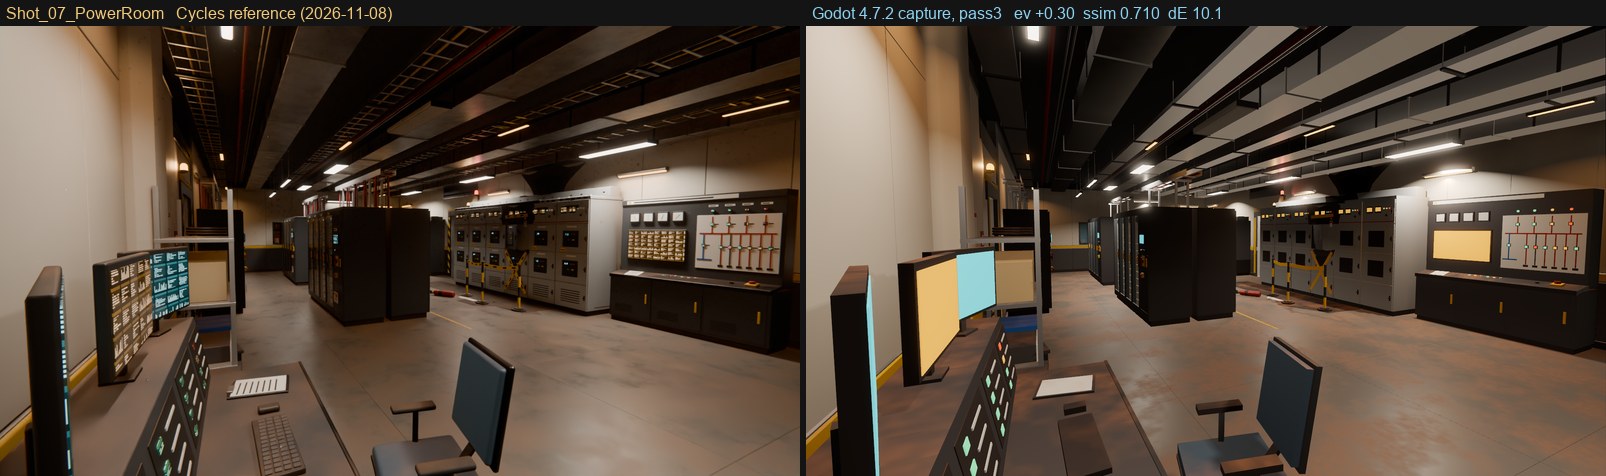 Shot_07_PowerRoom Cycles reference (2026-11-08)
Godot 4.7.2 capture, pass3 ev +0.30 ssim 0.710 dE 10.1